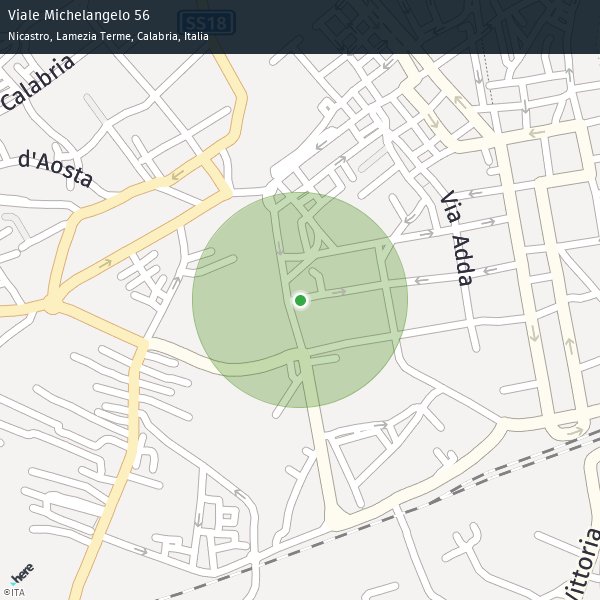 Viale Michelangelo 56
SS18
Nicastro, Lamezia Terme, Calabria, Italia
Calabria
d'Aosta
Via Adda
Vittoria
here
©ITA